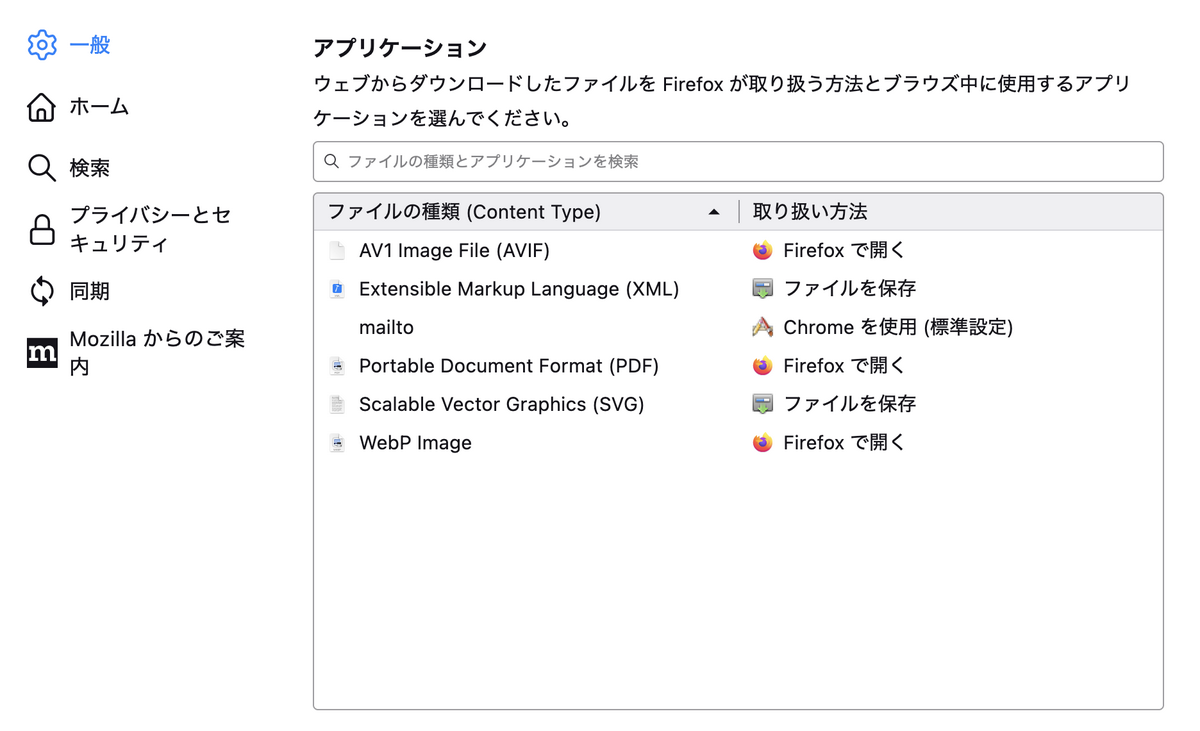 一般
ホーム
検索
プライバシーとセ
キュリティ
同期
m
Mozilla からのご案
内
アプリケーション
ウェブからダウンロードしたファイルを Firefox が取り扱う方法とブラウズ中に使用するアプリ
ケーションを選んでください。
ファイルの種類とアプリケーションを検索
ファイルの種類 (Content Type) 取り扱い方法
AV1 Image File (AVIF) Firefox で開く
Extensible Markup Language (XML) ファイルを保存
mailto Chrome を使用 (標準設定)
Portable Document Format (PDF) Firefox で開く
Scalable Vector Graphics (SVG) ファイルを保存
WebP Image Firefox で開く